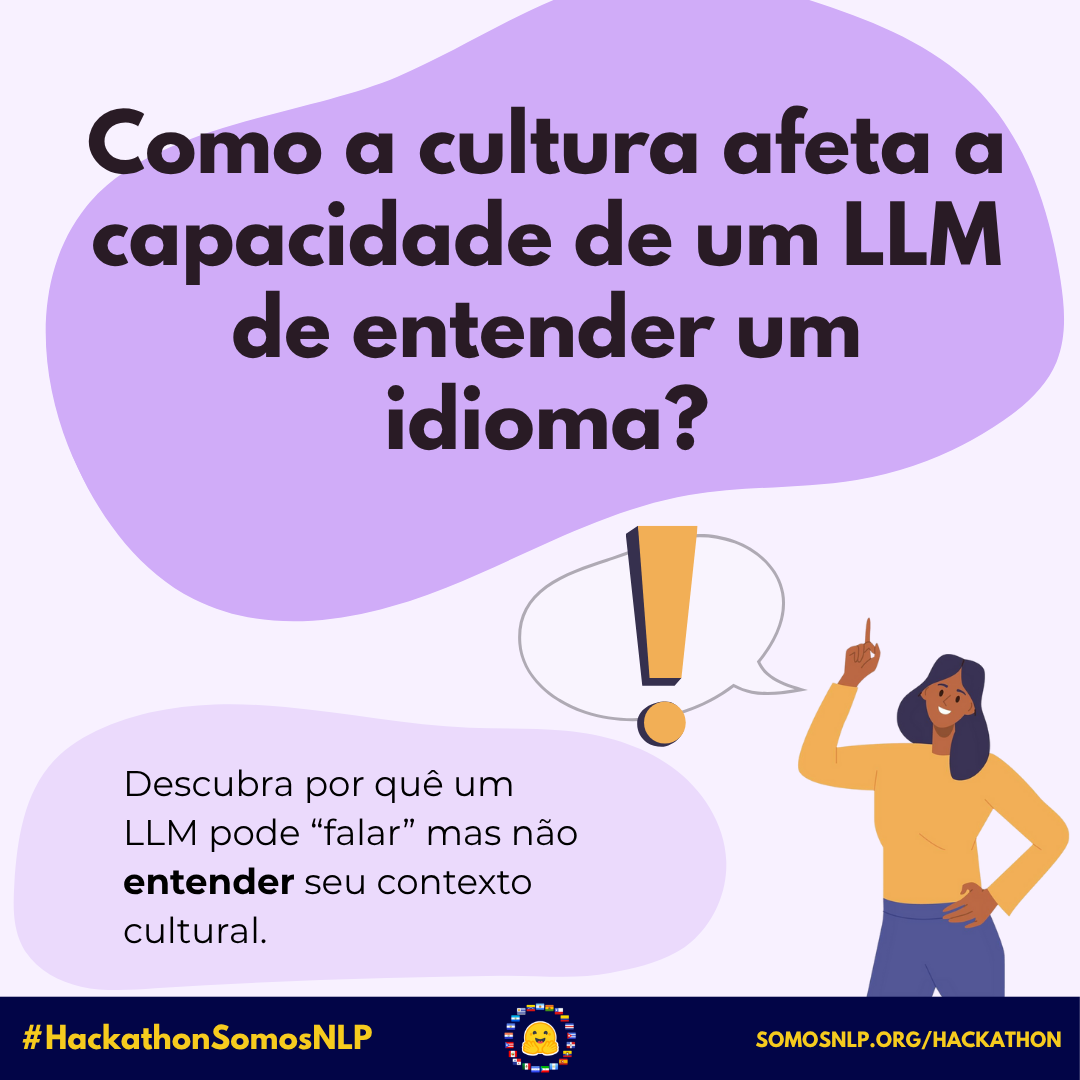 Como a cultura afeta a
capacidade de um LLM
de entender um
idioma?
Descubra por quê um
LLM pode “falar” mas não
entender seu contexto
cultural.
#HackathonSomosNLP
SOMOSNLP.ORG/HACKATHON